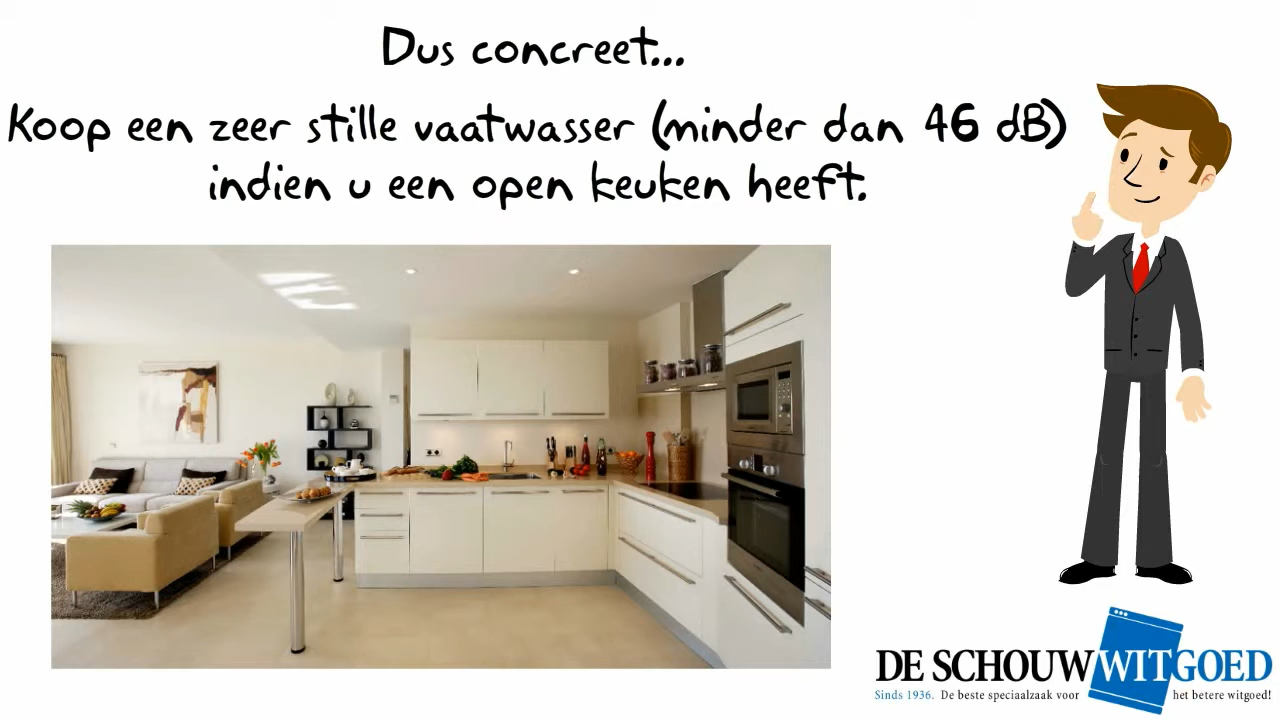 Dus concreet...
Koop een zeer stille vaatwasser (minder dan 46 dB)
indien u een open keuken heeft.
DE SCHOUW WITGOED
Sinds 1936. De beste speciaalzaak voor het betere witgoed!